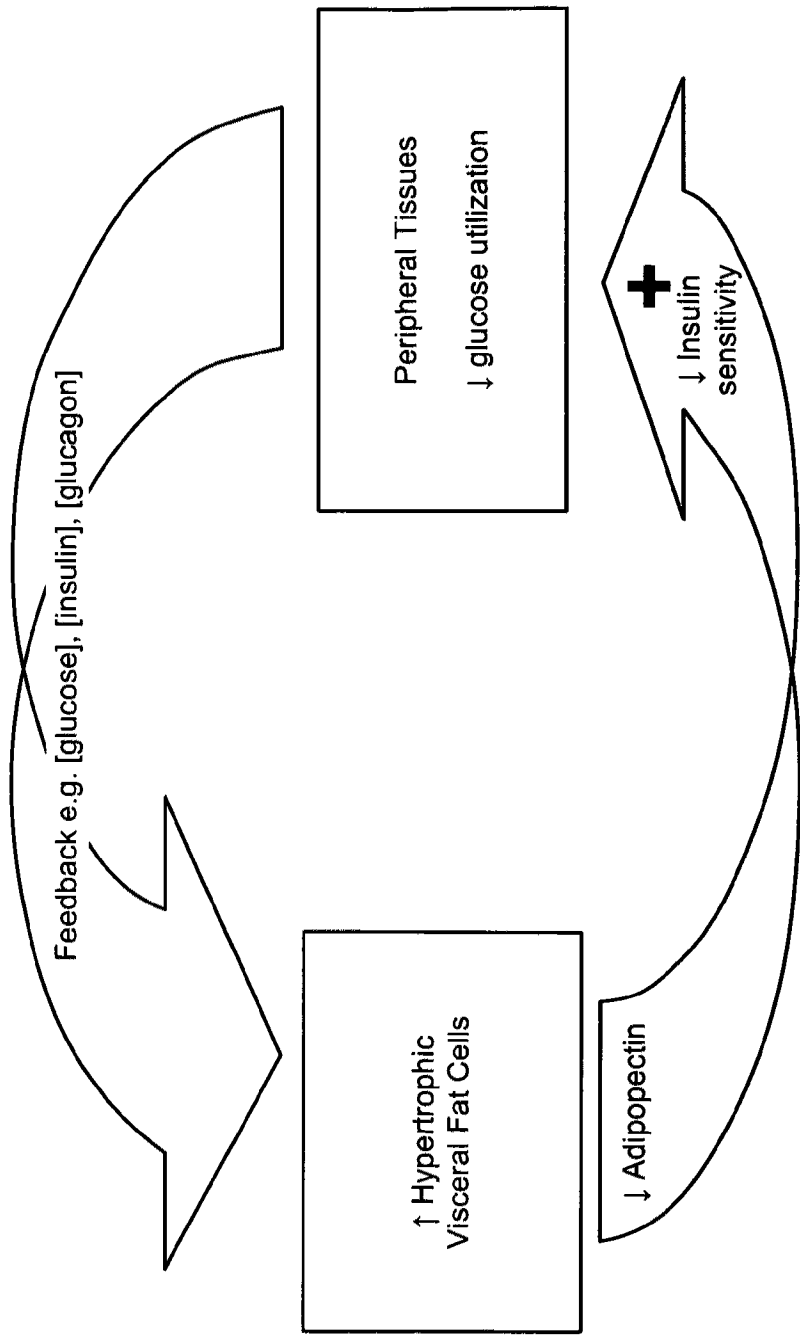 Feedback e.g. [glucose], [insulin], [glucagon]
↑ Hypertrophic
Visceral Fat Cells
Peripheral Tissues
↓ glucose utilization
↓ Adipopectin
+
↓ Insulin
sensitivity